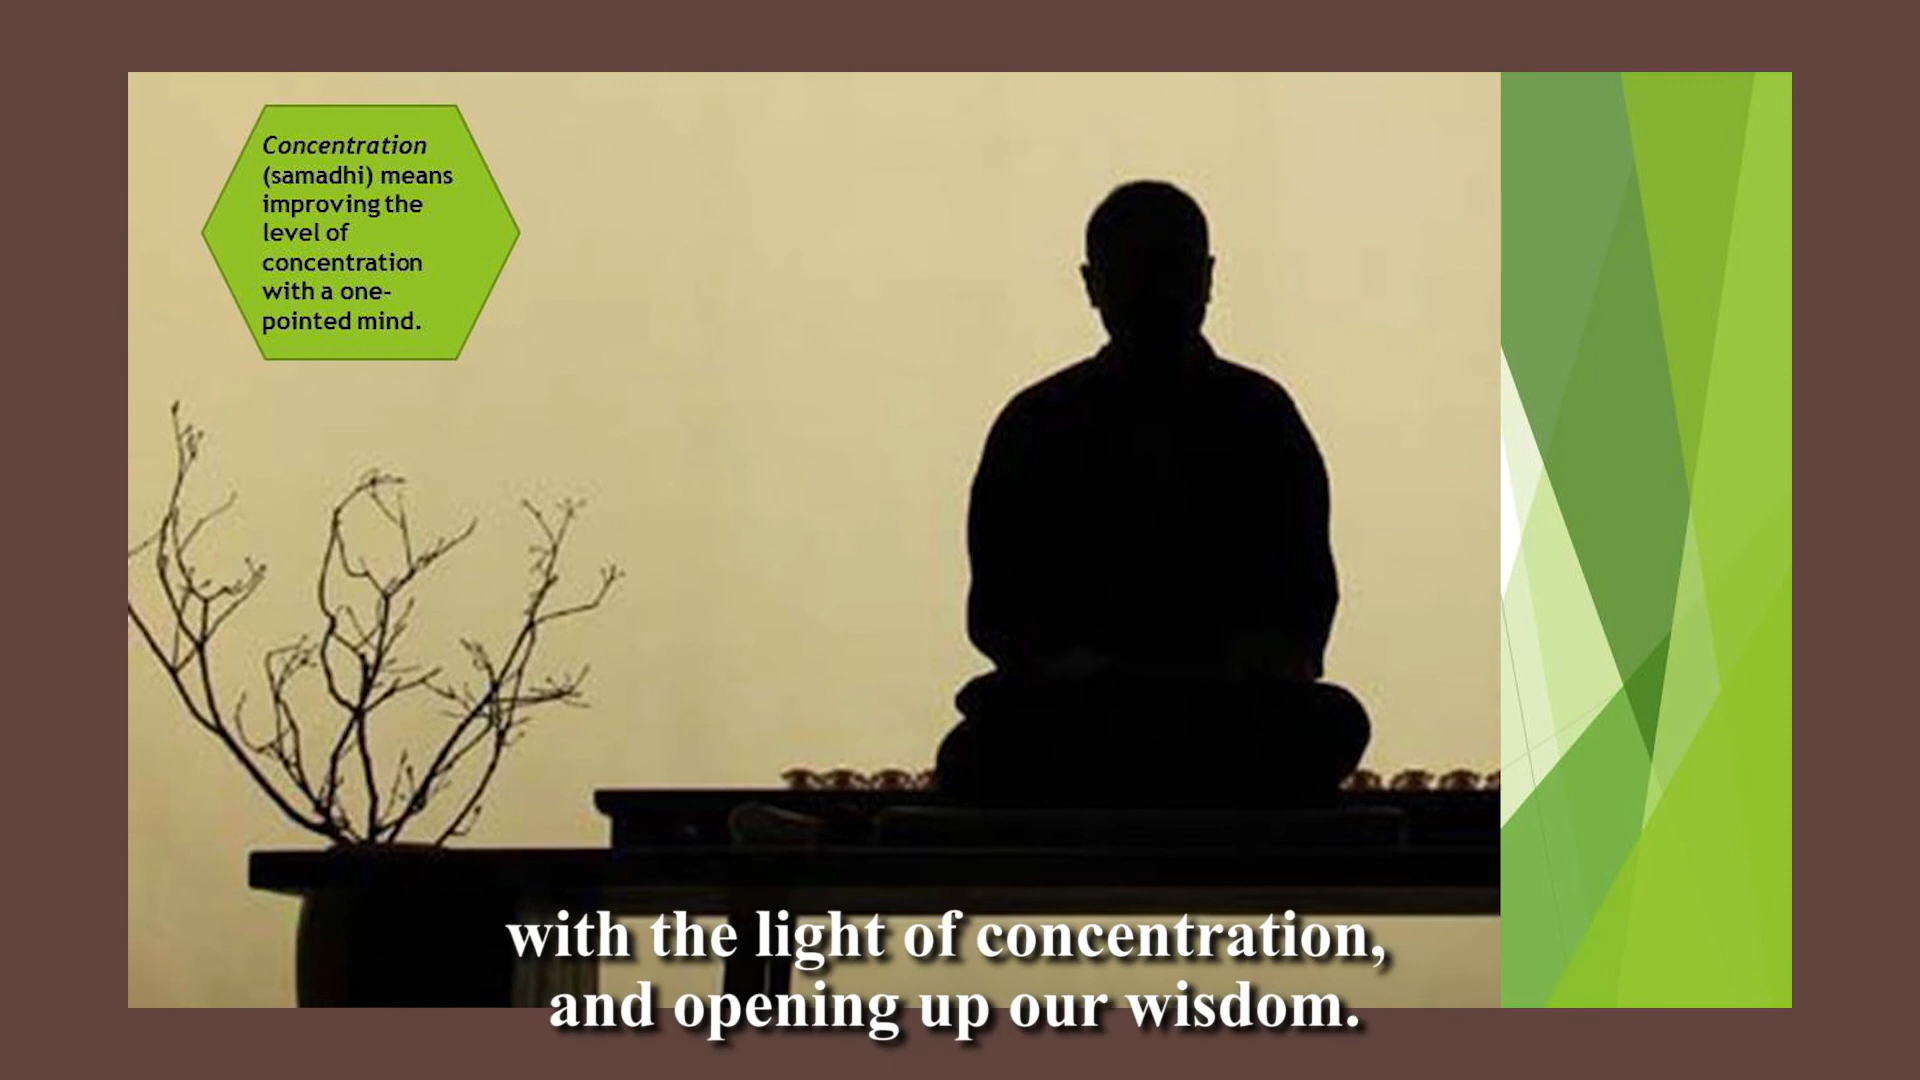 Concentration
(samadhi) means
improving the
level of
concentration
with a one-
pointed mind.
with the light of concentration,
and opening up our wisdom.